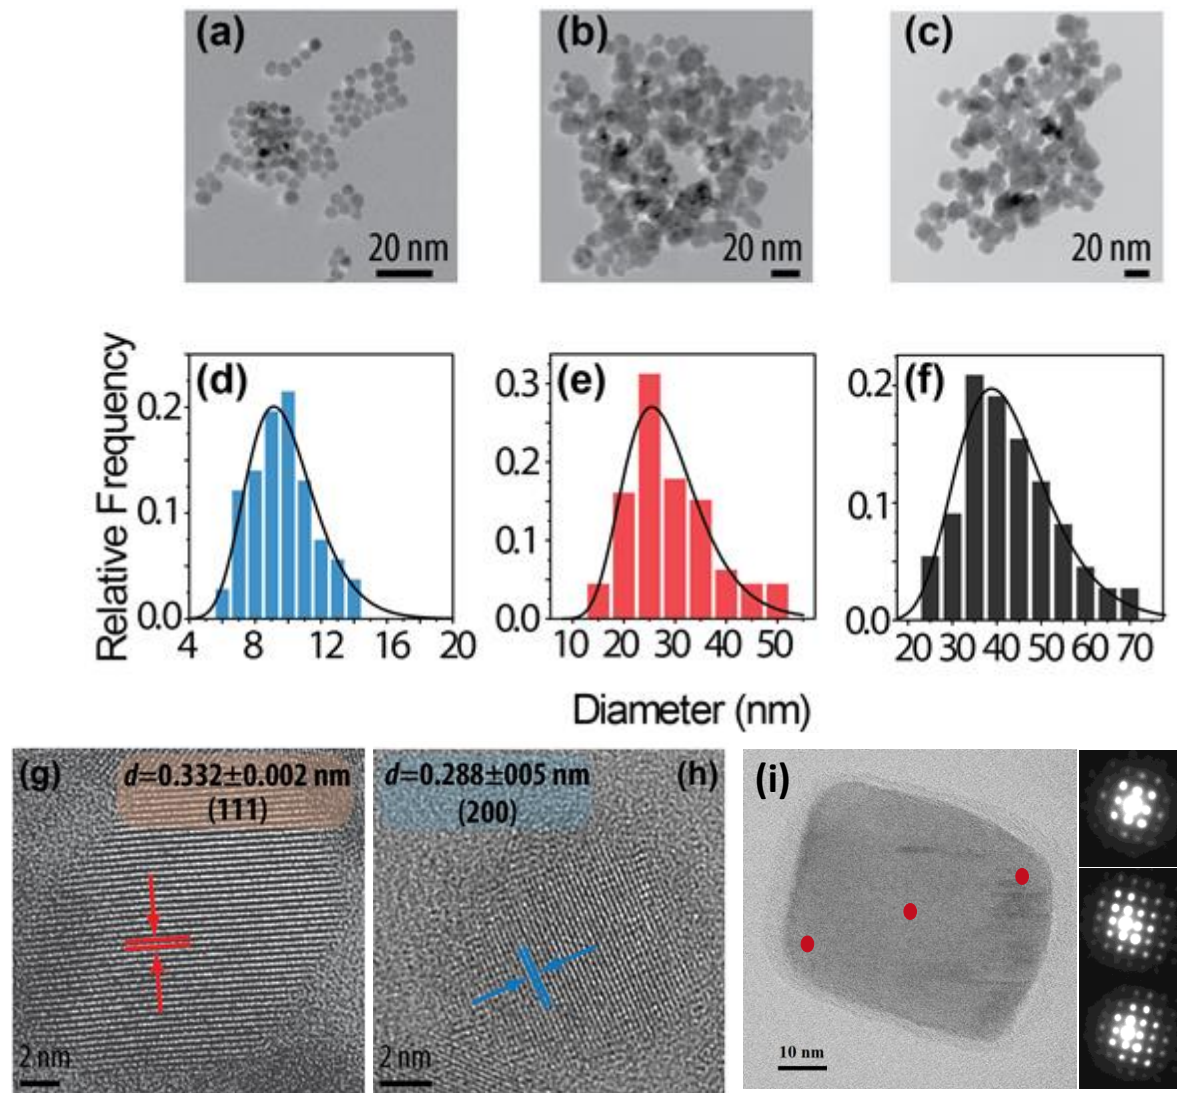 (a)
20 nm
(b)
20 nm
(c)
20 nm
Relative Frequency
(d)
0.2
0.1
0.0
4 8 12 16 20
(e)
0.3
0.2
0.1
0.0
10 20 30 40 50
(f)
0.2
0.1
0.0
20 30 40 50 60 70
Diameter (nm)
(g)
d=0.332±0.002 nm
(111)
2 nm
d=0.288±005 nm
(200)
(h)
2 nm
(i)
10 nm